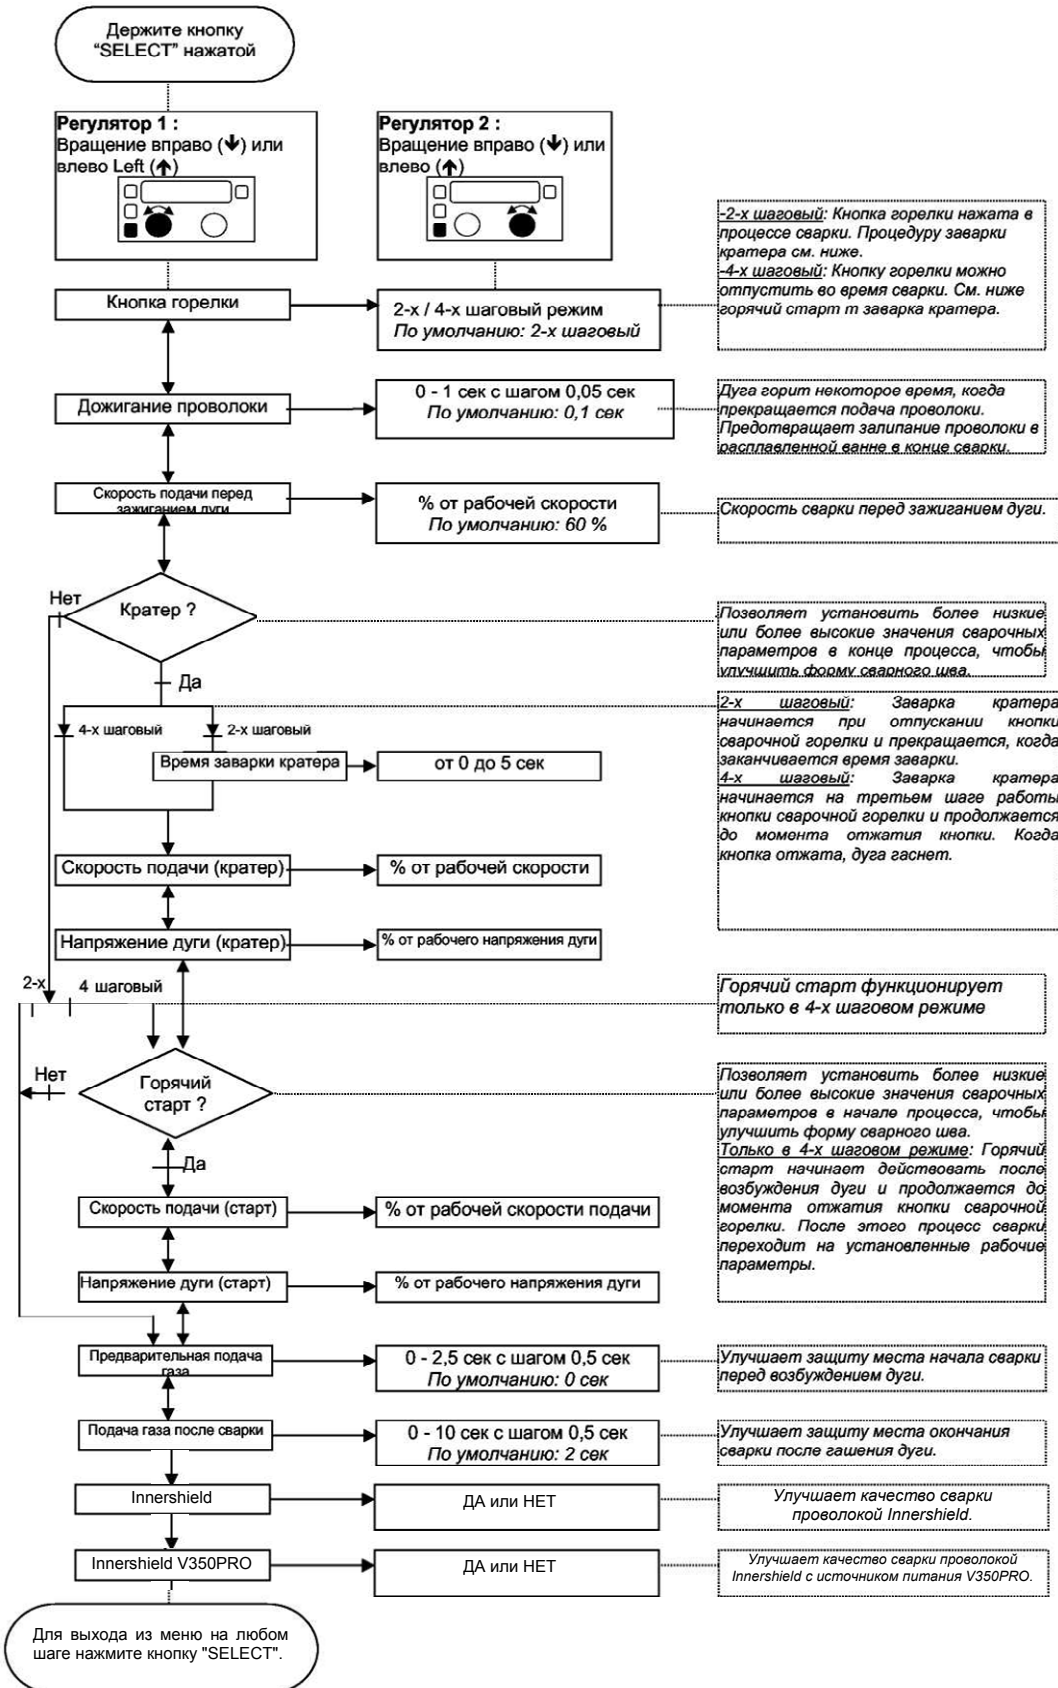 Держите кнопку
“SELECT” нажатой
Регулятор 1 :
Вращение вправо (🡻) или
влево Left (🡹)
Регулятор 2 :
Вращение вправо (🡻) или
влево (🡹)
-2-х шаговый: Кнопка горелки нажата в
процессе сварки. Процедуру заварки
кратера см. ниже.
-4-х шаговый: Кнопку горелки можно
отпустить во время сварки. См. ниже
горячий старт т заварка кратера.
Кнопка горелки
2-х / 4-х шаговый режим
По умолчанию: 2-х шаговый
Дожигание проволоки
0 - 1 сек с шагом 0,05 сек
По умолчанию: 0,1 сек
Дуга горит некоторое время, когда
прекращается подача проволоки.
Предотвращает залипание проволоки в
расплавленной ванне в конце сварки.
Скорость подачи перед
зажиганием дуги
% от рабочей скорости
По умолчанию: 60 %
Скорость сварки перед зажиганием дуги.
Нет
Кратер ?
Да
Позволяет установить более низкие
или более высокие значения сварочных
параметров в конце процесса, чтобы
улучшить форму сварного шва.
4-х шаговый
2-х шаговый
Время заварки кратера
от 0 до 5 сек
2-х шаговый: Заварка кратера
начинается при отпускании кнопки
сварочной горелки и прекращается, когда
заканчивается время заварки.
4-х шаговый: Заварка кратера
начинается на третьем шаге работы
кнопки сварочной горелки и продолжается
до момента отжатия кнопки. Когда
кнопка отжата, дуга гаснет.
Скорость подачи (кратер)
% от рабочей скорости
Напряжение дуги (кратер)
% от рабочего напряжения дуги
2-х
4 шаговый
Горячий старт функционирует
только в 4-х шаговом режиме
Нет
Горячий
старт ?
Да
Позволяет установить более низкие
или более высокие значения сварочных
параметров в начале процесса, чтобы
улучшить форму сварного шва.
Только в 4-х шаговом режиме: Горячий
старт начинает действовать после
возбуждения дуги и продолжается до
момента отжатия кнопки сварочной
горелки. После этого процесс сварки
переходит на установленные рабочие
параметры.
Скорость подачи (старт)
% от рабочей скорости подачи
Напряжение дуги (старт)
% от рабочего напряжения дуги
Предварительная подача
газа
0 - 2,5 сек с шагом 0,5 сек
По умолчанию: 0 сек
Улучшает защиту места начала сварки
перед возбуждением дуги.
Подача газа после сварки
0 - 10 сек с шагом 0,5 сек
По умолчанию: 2 сек
Улучшает защиту места окончания
сварки после гашения дуги.
Innershield
ДА или НЕТ
Улучшает качество сварки
проволокой Innershield.
Innershield V350PRO
ДА или НЕТ
Улучшает качество сварки проволокой
Innershield с источником питания V350PRO.
Для выхода из меню на любом
шаге нажмите кнопку "SELECT".